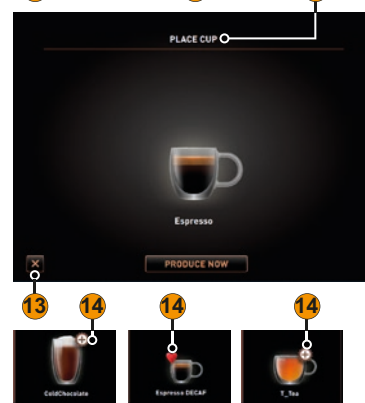 PLACE CUP
Espresso
PRODUCE NOW
13
14
14
14
ColdChocolate
Espresso DECAF
T_Tea